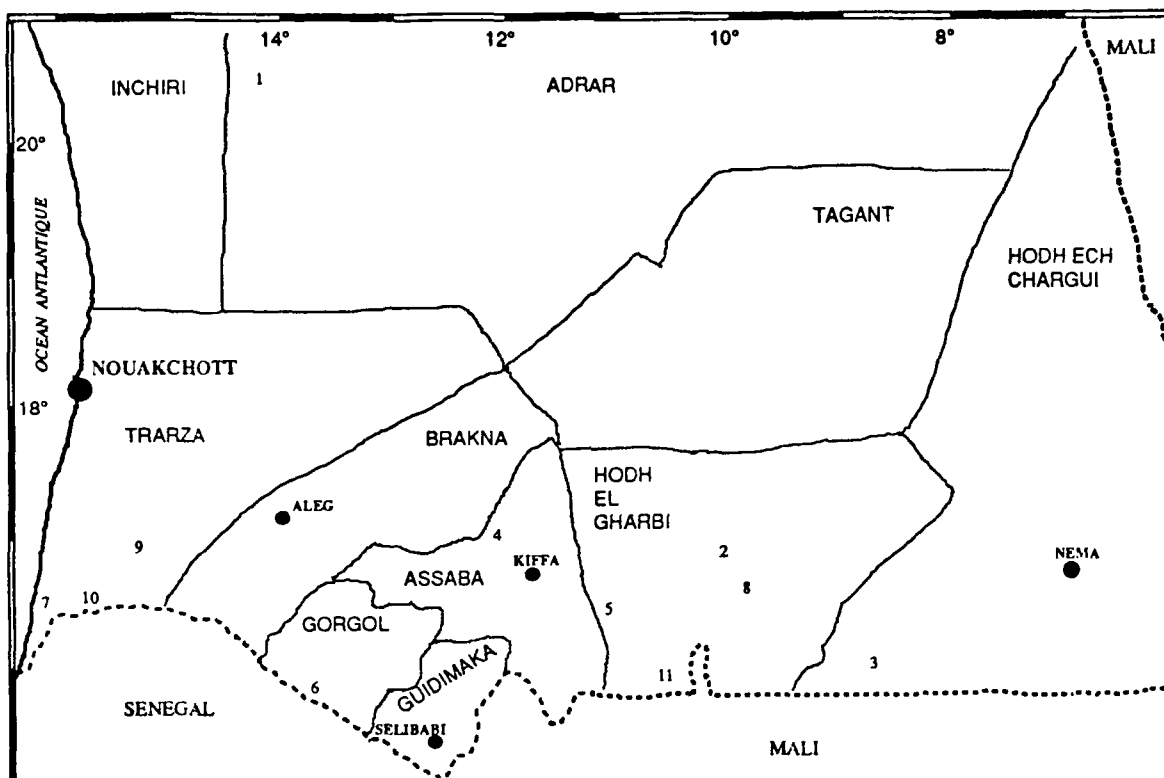 14° 12° 10° 8°
MALI
INCHIRI
1
ADRAR
20°
TAGANT
OCEAN ANTLANTIQUE
HODH ECH
CHARGUI
NOUAKCHOTT
18°
TRARZA
BRAKNA
HODH
EL
GHARBI
ALEG
4
9
2
KIFFA
NEMA
ASSABA
8
7
10
5
GORGOL
GUIDIMAKA
3
11
6
SENEGAL
SELIBABI
MALI